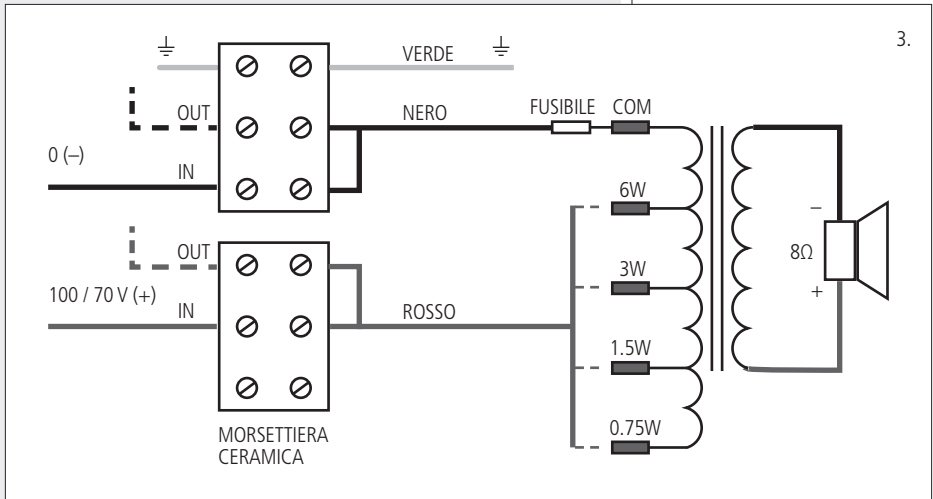 3.
VERDE
OUT
NERO
FUSIBILE
COM
0 (–)
IN
6W
OUT
100 / 70 V (+)
IN
ROSSO
3W
–
8Ω
+
1.5W
0.75W
MORSETTIERA
CERAMICA